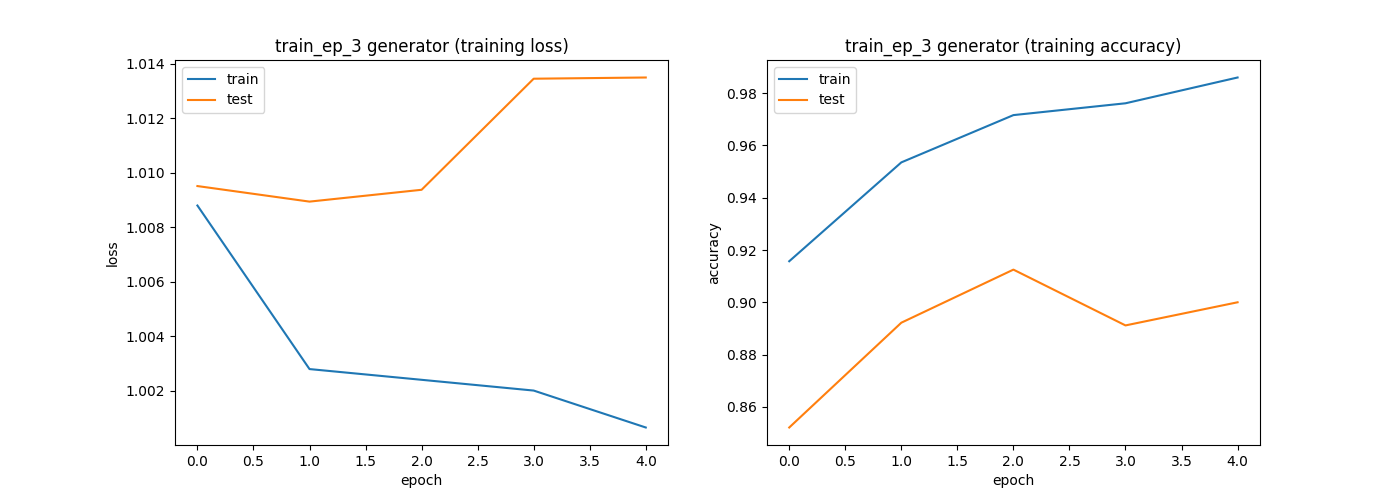 train_ep_3 generator (training loss)
1.014
1.012
1.010
1.008
1.006
1.004
1.002
loss
train
test
0.0 0.5 1.0 1.5 2.0 2.5 3.0 3.5 4.0
epoch
train_ep_3 generator (training accuracy)
0.98
0.96
0.94
0.92
0.90
0.88
0.86
accuracy
train
test
0.0 0.5 1.0 1.5 2.0 2.5 3.0 3.5 4.0
epoch